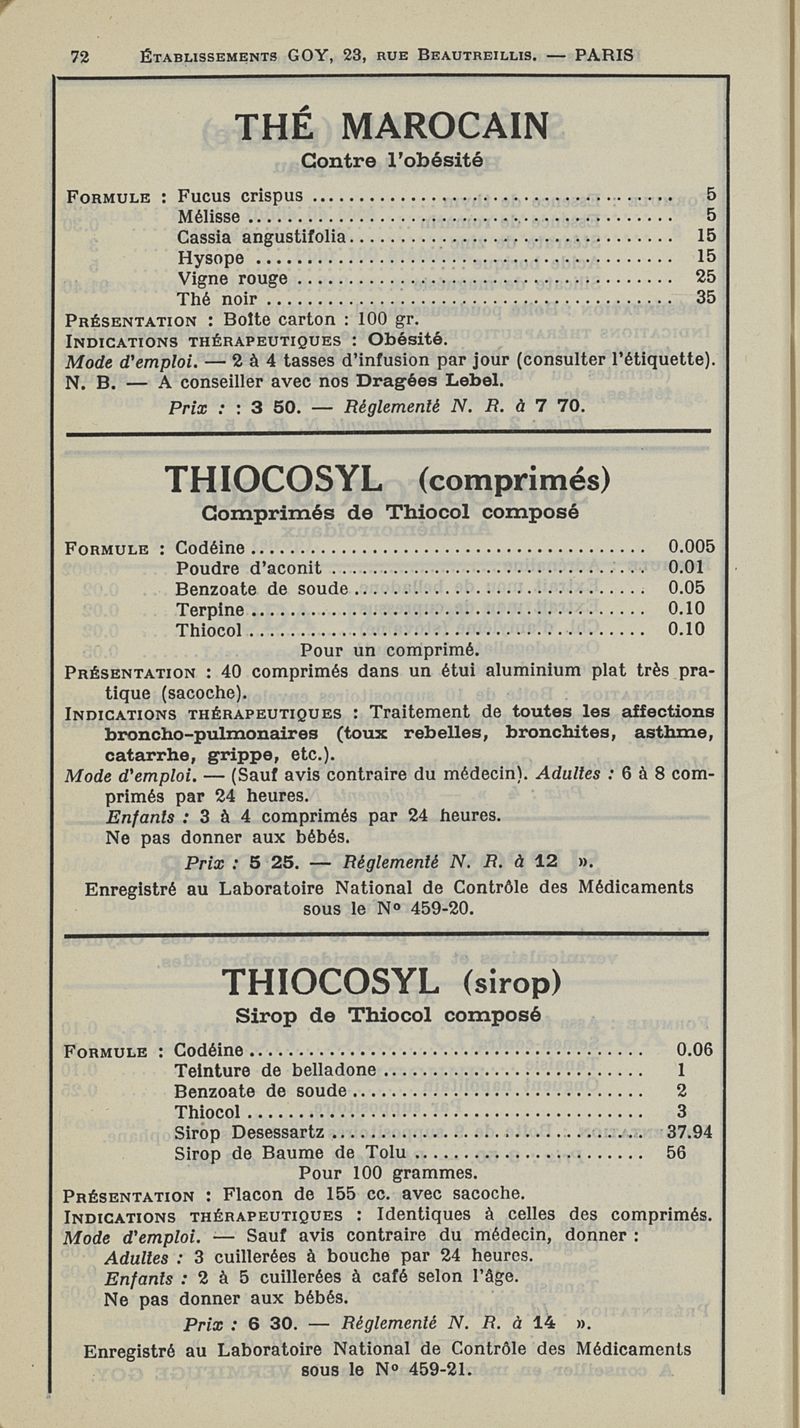 72 ÉTABLISSEMENTS GOY, 23, RUE BEAUTREILLIS. — PARIS
THÉ MAROCAIN
Contre l'obésité
FORMULE : Fucus crispus ........................................ 5
Mélisse ........................................ 5
Cassia angustifolia ........................................ 15
Hysope ........................................ 15
Vigne rouge ........................................ 25
Thé noir ........................................ 35
PRÉSENTATION : Boîte carton : 100 gr.
INDICATIONS THÉRAPEUTIQUES : Obésité.
Mode d'emploi. — 2 à 4 tasses d'infusion par jour (consulter l'étiquette).
N. B. — A conseiller avec nos Dragées Lebel.
Prix : : 3 50. — Réglementé N. R. à 7 70.
THIOCOSYL (comprimés)
Comprimés de Thiocol composé
FORMULE : Codéine ........................................ 0.005
Poudre d'aconit ........................................ 0.01
Benzoate de soude ........................................ 0.05
Terpine ........................................ 0.10
Thiocol ........................................ 0.10
Pour un comprimé.
PRÉSENTATION : 40 comprimés dans un étui aluminium plat très pra-
tique (sacoche).
INDICATIONS THÉRAPEUTIQUES : Traitement de toutes les affections
broncho-pulmonaires (toux rebelles, bronchites, asthme,
catarrhe, grippe, etc.).
Mode d'emploi. — (Sauf avis contraire du médecin). Adultes : 6 à 8 com-
primés par 24 heures.
Enfants : 3 à 4 comprimés par 24 heures.
Ne pas donner aux bébés.
Prix : 5 25. — Réglementé N. R. à 12 ».
Enregistré au Laboratoire National de Contrôle des Médicaments
sous le Nº 459-20.
THIOCOSYL (sirop)
Sirop de Thiocol composé
FORMULE : Codéine ........................................ 0.06
Teinture de belladone ........................................ 1
Benzoate de soude ........................................ 2
Thiocol ........................................ 3
Sirop Desessartz ........................................ 37.94
Sirop de Baume de Tolu ........................................ 56
Pour 100 grammes.
PRÉSENTATION : Flacon de 155 cc. avec sacoche.
INDICATIONS THÉRAPEUTIQUES : Identiques à celles des comprimés.
Mode d'emploi. — Sauf avis contraire du médecin, donner :
Adultes : 3 cuillerées à bouche par 24 heures.
Enfants : 2 à 5 cuillerées à café selon l'âge.
Ne pas donner aux bébés.
Prix : 6 30. — Réglementé N. R. à 14 ».
Enregistré au Laboratoire National de Contrôle des Médicaments
sous le Nº 459-21.